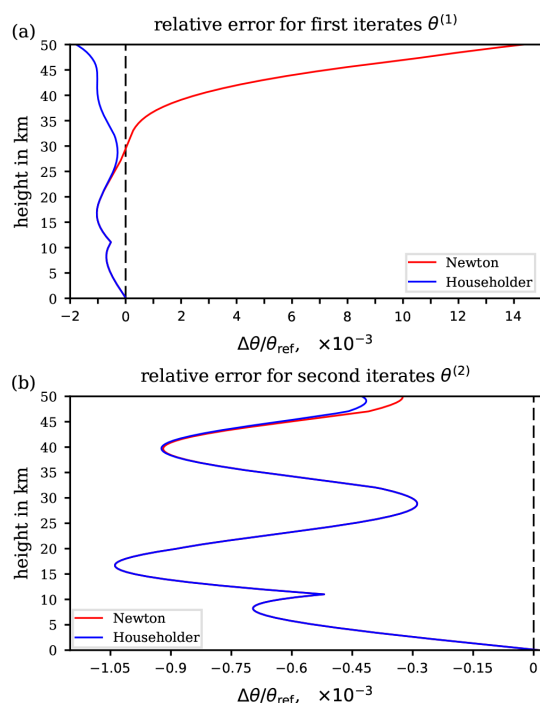 (a)
relative error for first iterates θ^(1)
height in km
50
45
40
35
30
25
20
15
10
5
0
Newton
Householder
−2 0 2 4 6 8 10 12 14
Δθ/θ_ref, ×10^−3
(b)
relative error for second iterates θ^(2)
height in km
50
45
40
35
30
25
20
15
10
5
0
Newton
Householder
−1.05 −0.9 −0.75 −0.6 −0.45 −0.3 −0.15 0
Δθ/θ_ref, ×10^−3